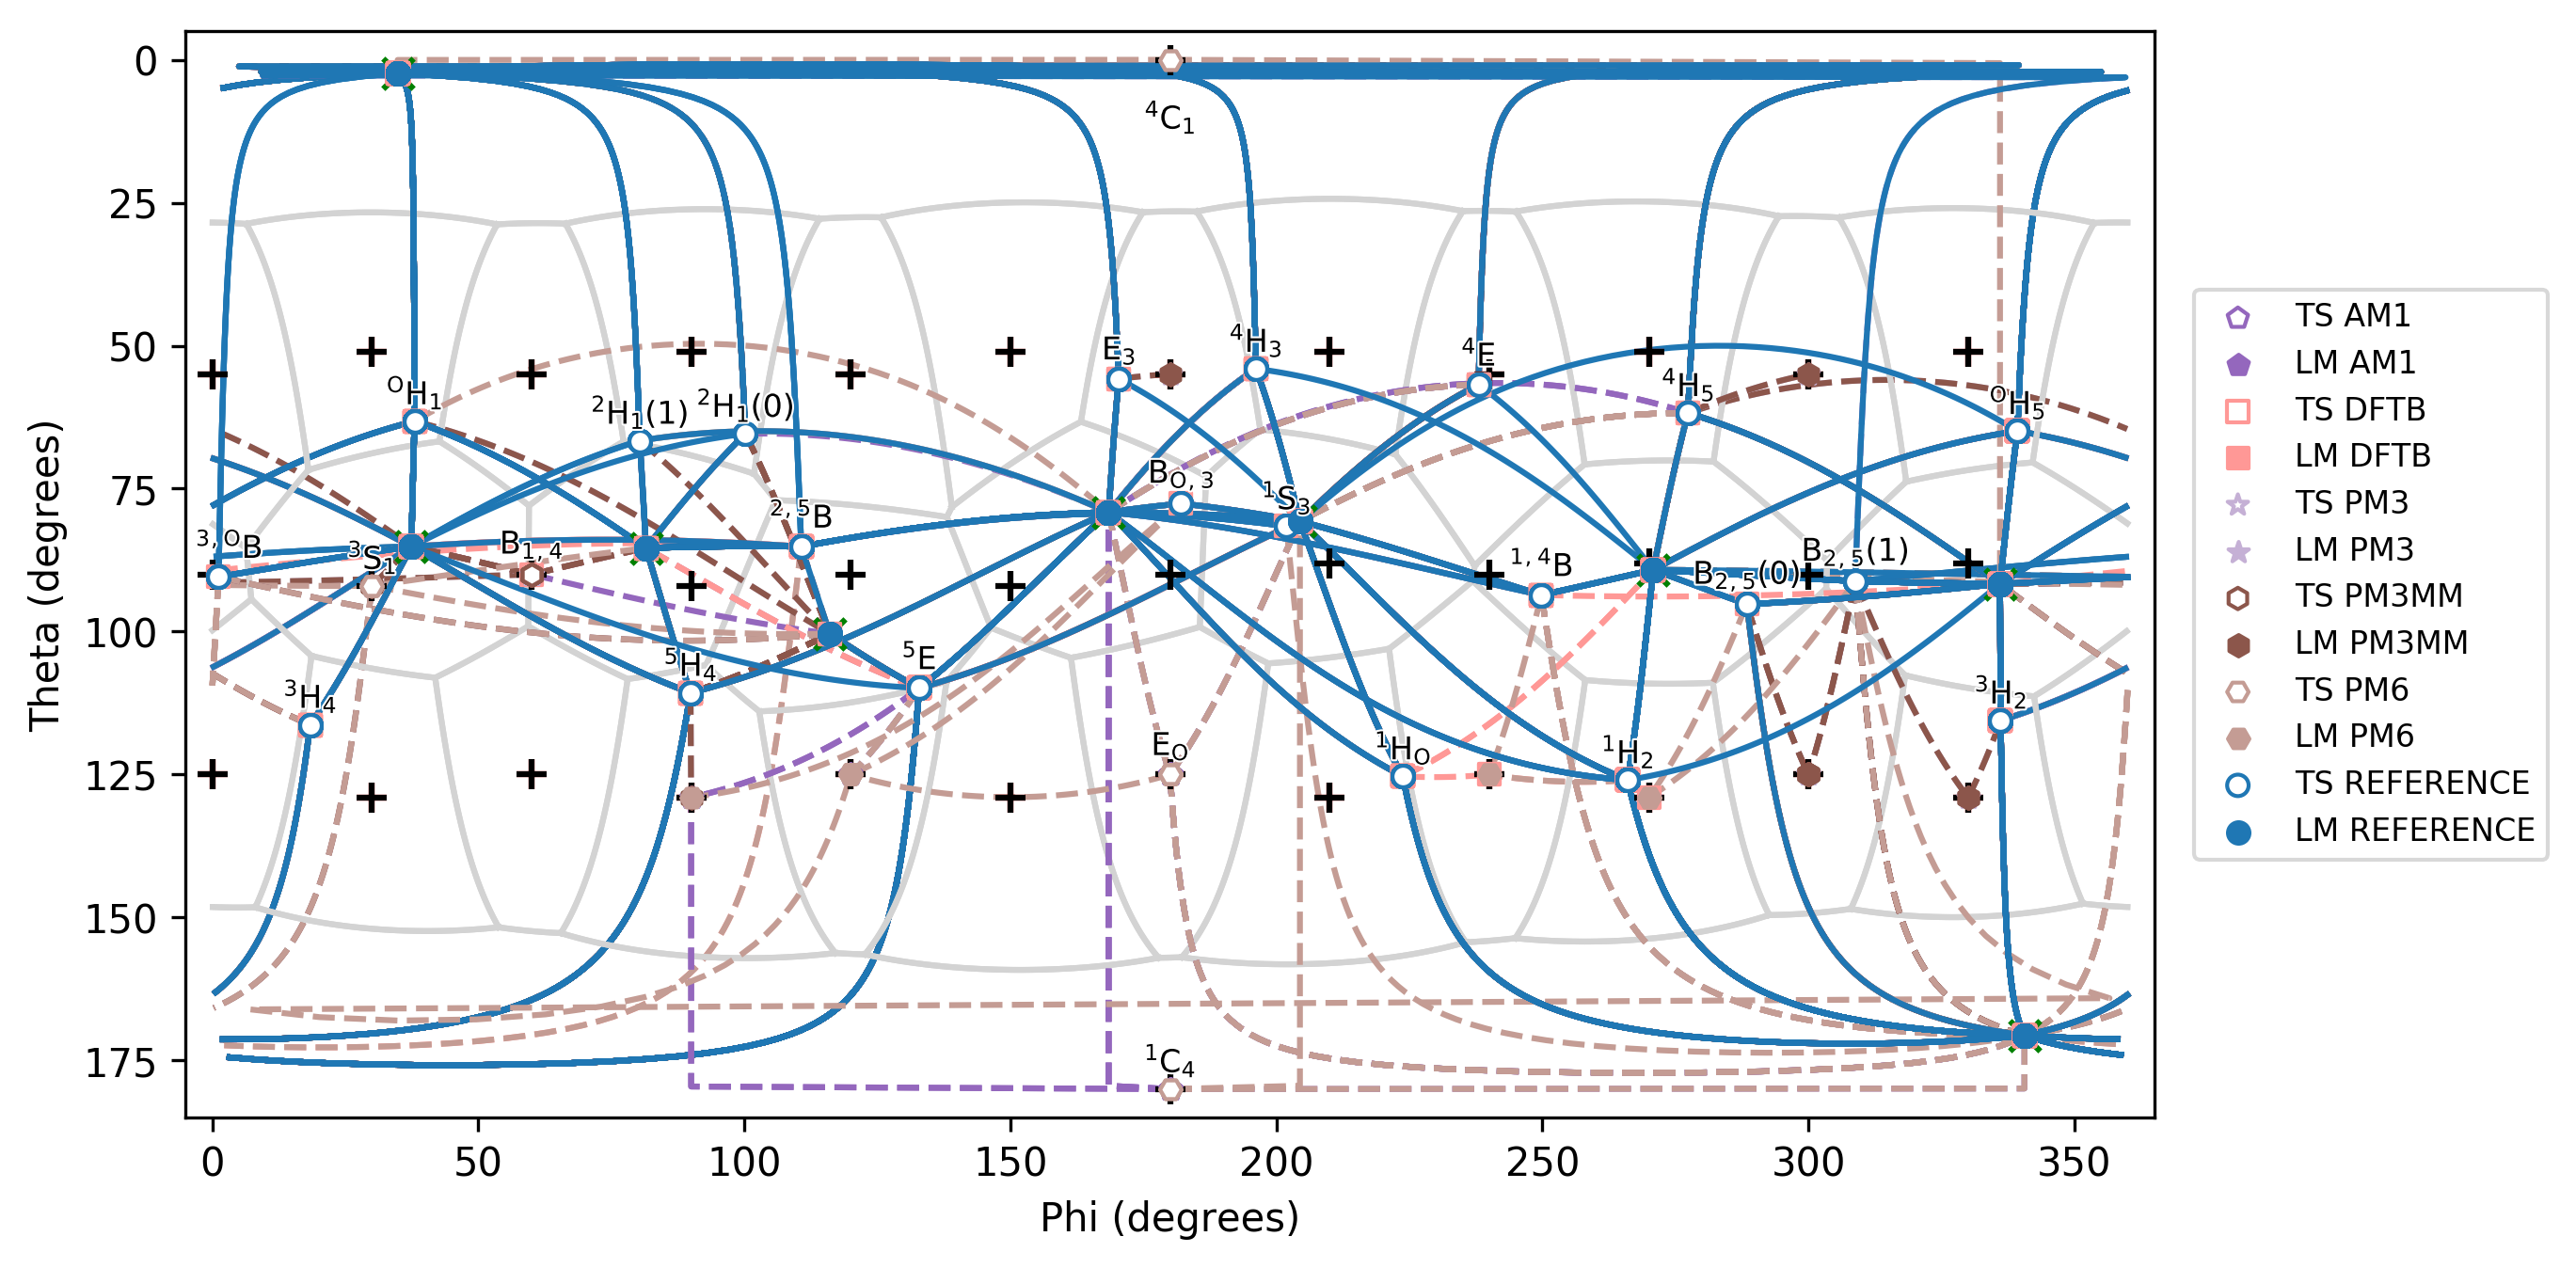 0
25
50
75
100
125
150
175
Theta (degrees)
0 50 100 150 200 250 300 350
Phi (degrees)
⁴C₁
E₃
⁴H₃
⁴E
⁴H₅
ᴼH₅
ᴼH₁
²H₁(1)
²H₁(0)
B_O,3
¹S₃
²,⁵B
³,ᴼB
³S₁
B₁,₄
¹,⁴B
B₂,₅(0)
B₂,₅(1)
⁵H₄
⁵E
³H₄
³H₂
E_O
¹H_O
¹H₂
¹C₄
TS AM1
LM AM1
TS DFTB
LM DFTB
TS PM3
LM PM3
TS PM3MM
LM PM3MM
TS PM6
LM PM6
TS REFERENCE
LM REFERENCE